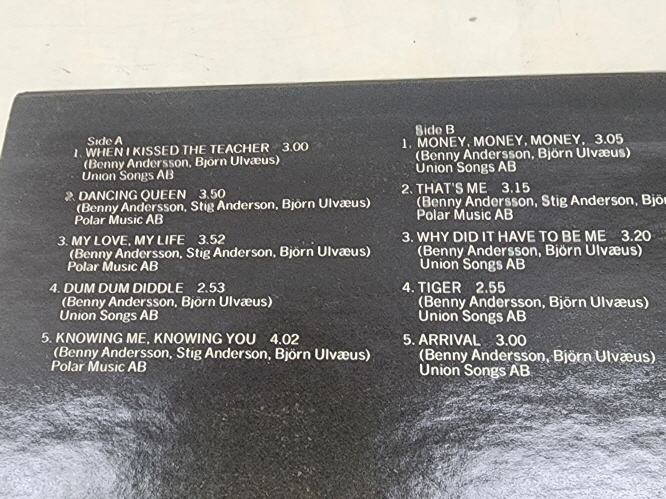 Side A
1. WHEN I KISSED THE TEACHER 3.00
(Benny Andersson, Björn Ulvæus)
Union Songs AB
2. DANCING QUEEN 3.50
(Benny Andersson, Stig Anderson, Björn Ulvæus)
Polar Music AB
3. MY LOVE, MY LIFE 3.52
(Benny Andersson, Stig Anderson, Björn Ulvæus)
Polar Music AB
4. DUM DUM DIDDLE 2.53
(Benny Andersson, Björn Ulvæus)
Union Songs AB
5. KNOWING ME, KNOWING YOU 4.02
(Benny Andersson, Stig Anderson, Björn Ulvæus)
Polar Music AB
Side B
1. MONEY, MONEY, MONEY, 3.05
(Benny Andersson, Björn Ulvæus)
Union Songs AB
2. THAT'S ME 3.15
(Benny Andersson, Stig Anderson,
Polar Music AB
3. WHY DID IT HAVE TO BE ME 3.20
(Benny Andersson, Björn Ulvæus)
Union Songs AB
4. TIGER 2.55
(Benny Andersson, Björn Ulvæus)
Union Songs AB
5. ARRIVAL 3.00
(Benny Andersson, Björn Ulvæus)
Union Songs AB